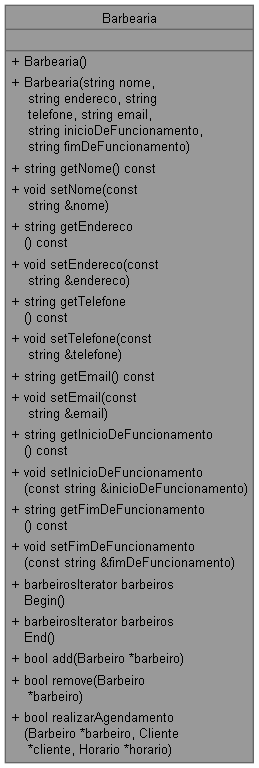 Barbearia
+ Barbearia()
+ Barbearia(string nome,
string endereco, string
telefone, string email,
string inicioDeFuncionamento,
string fimDeFuncionamento)
+ string getNome() const
+ void setNome(const
string &nome)
+ string getEndereco
() const
+ void setEndereco(const
string &endereco)
+ string getTelefone
() const
+ void setTelefone(const
string &telefone)
+ string getEmail() const
+ void setEmail(const
string &email)
+ string getInicioDeFuncionamento
() const
+ void setInicioDeFuncionamento
(const string &inicioDeFuncionamento)
+ string getFimDeFuncionamento
() const
+ void setFimDeFuncionamento
(const string &fimDeFuncionamento)
+ barbeirosIterator barbeiros
Begin()
+ barbeirosIterator barbeiros
End()
+ bool add(Barbeiro *barbeiro)
+ bool remove(Barbeiro
*barbeiro)
+ bool realizarAgendamento
(Barbeiro *barbeiro, Cliente
*cliente, Horario *horario)